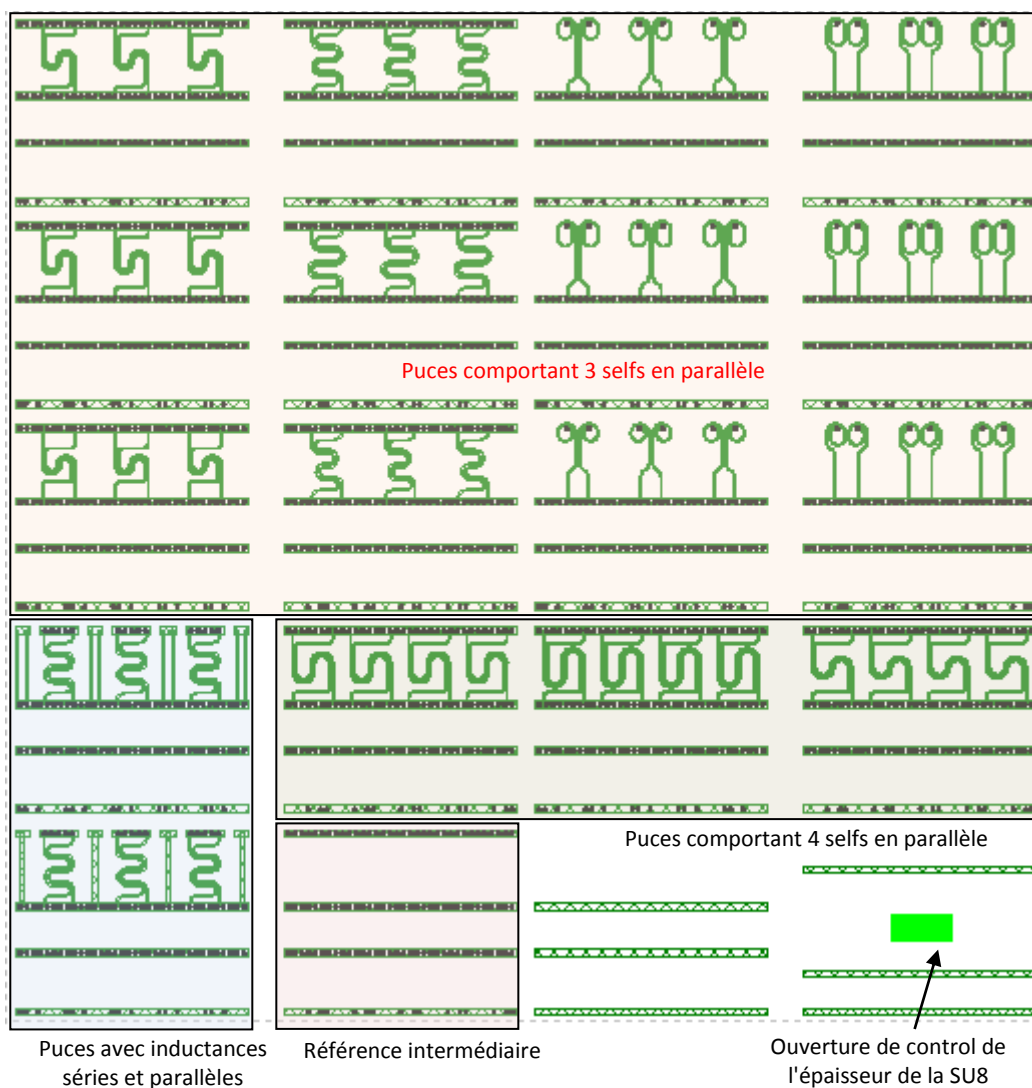 Puces comportant 3 selfs en parallèle
Puces comportant 4 selfs en parallèle
Puces avec inductances
séries et parallèles
Référence intermédiaire
Ouverture de control de
l'épaisseur de la SU8